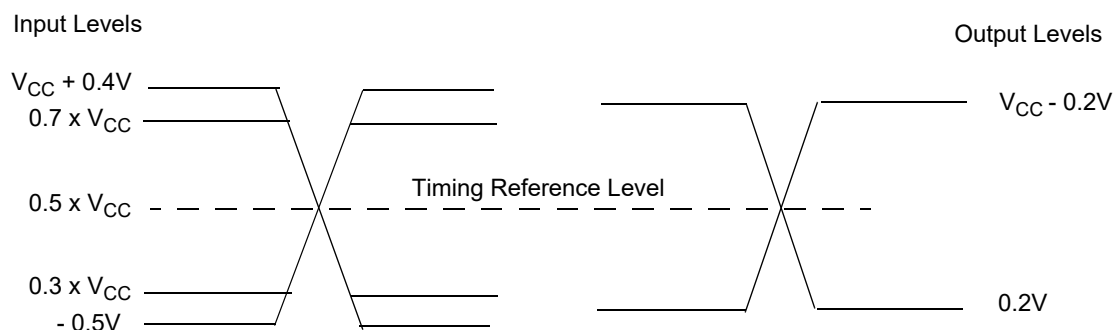 Input Levels
Output Levels
VCC + 0.4V
VCC - 0.2V
0.7 x VCC
Timing Reference Level
0.5 x VCC
0.3 x VCC
0.2V
- 0.5V